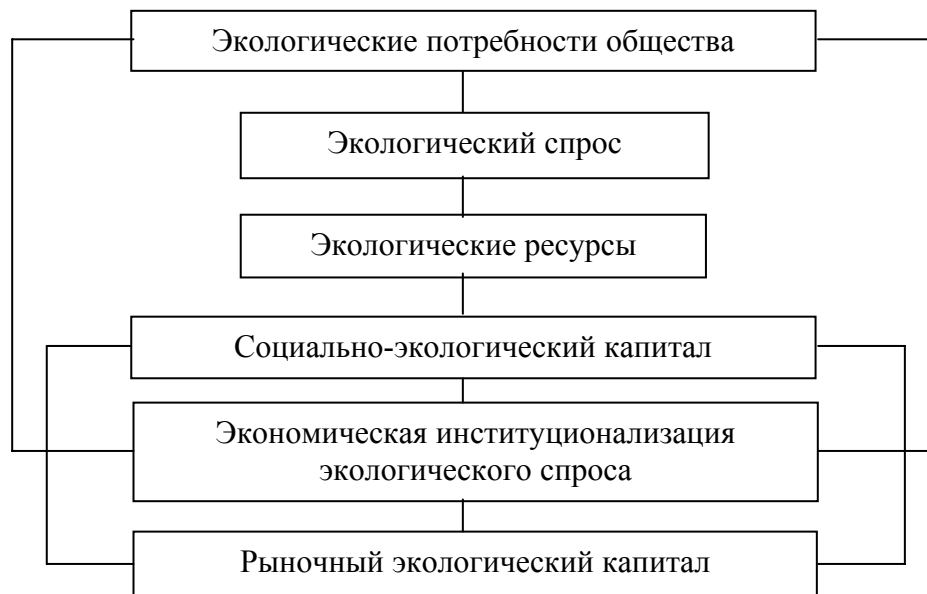 Экологические потребности общества
Экологический спрос
Экологические ресурсы
Социально-экологический капитал
Экономическая институционализация
экологического спроса
Рыночный экологический капитал